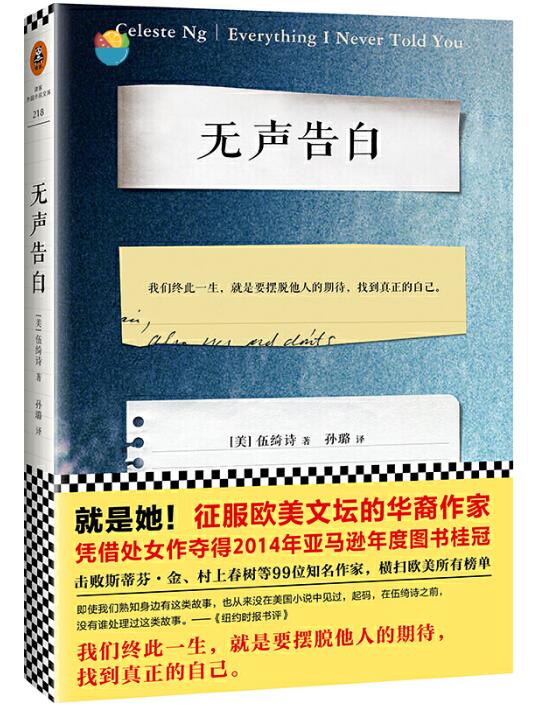 Celeste Ng | Everything I Never Told You
无声告白
我们终此一生，就是要摆脱他人的期待，找到真正的自己。
[美] 伍绮诗 著 孙璐 译
就是她！征服欧美文坛的华裔作家
凭借处女作夺得2014年亚马逊年度图书桂冠
击败斯蒂芬·金、村上春树等99位知名作家，横扫欧美所有榜单
即使我们熟知身边有这类故事，也从来没在美国小说中见过，起码，在伍绮诗之前，
没有谁处理过这类故事。——《纽约时报书评》
我们终此一生，就是要摆脱他人的期待，
找到真正的自己。
218
无声告白
[美] 伍绮诗 著
孙璐 译